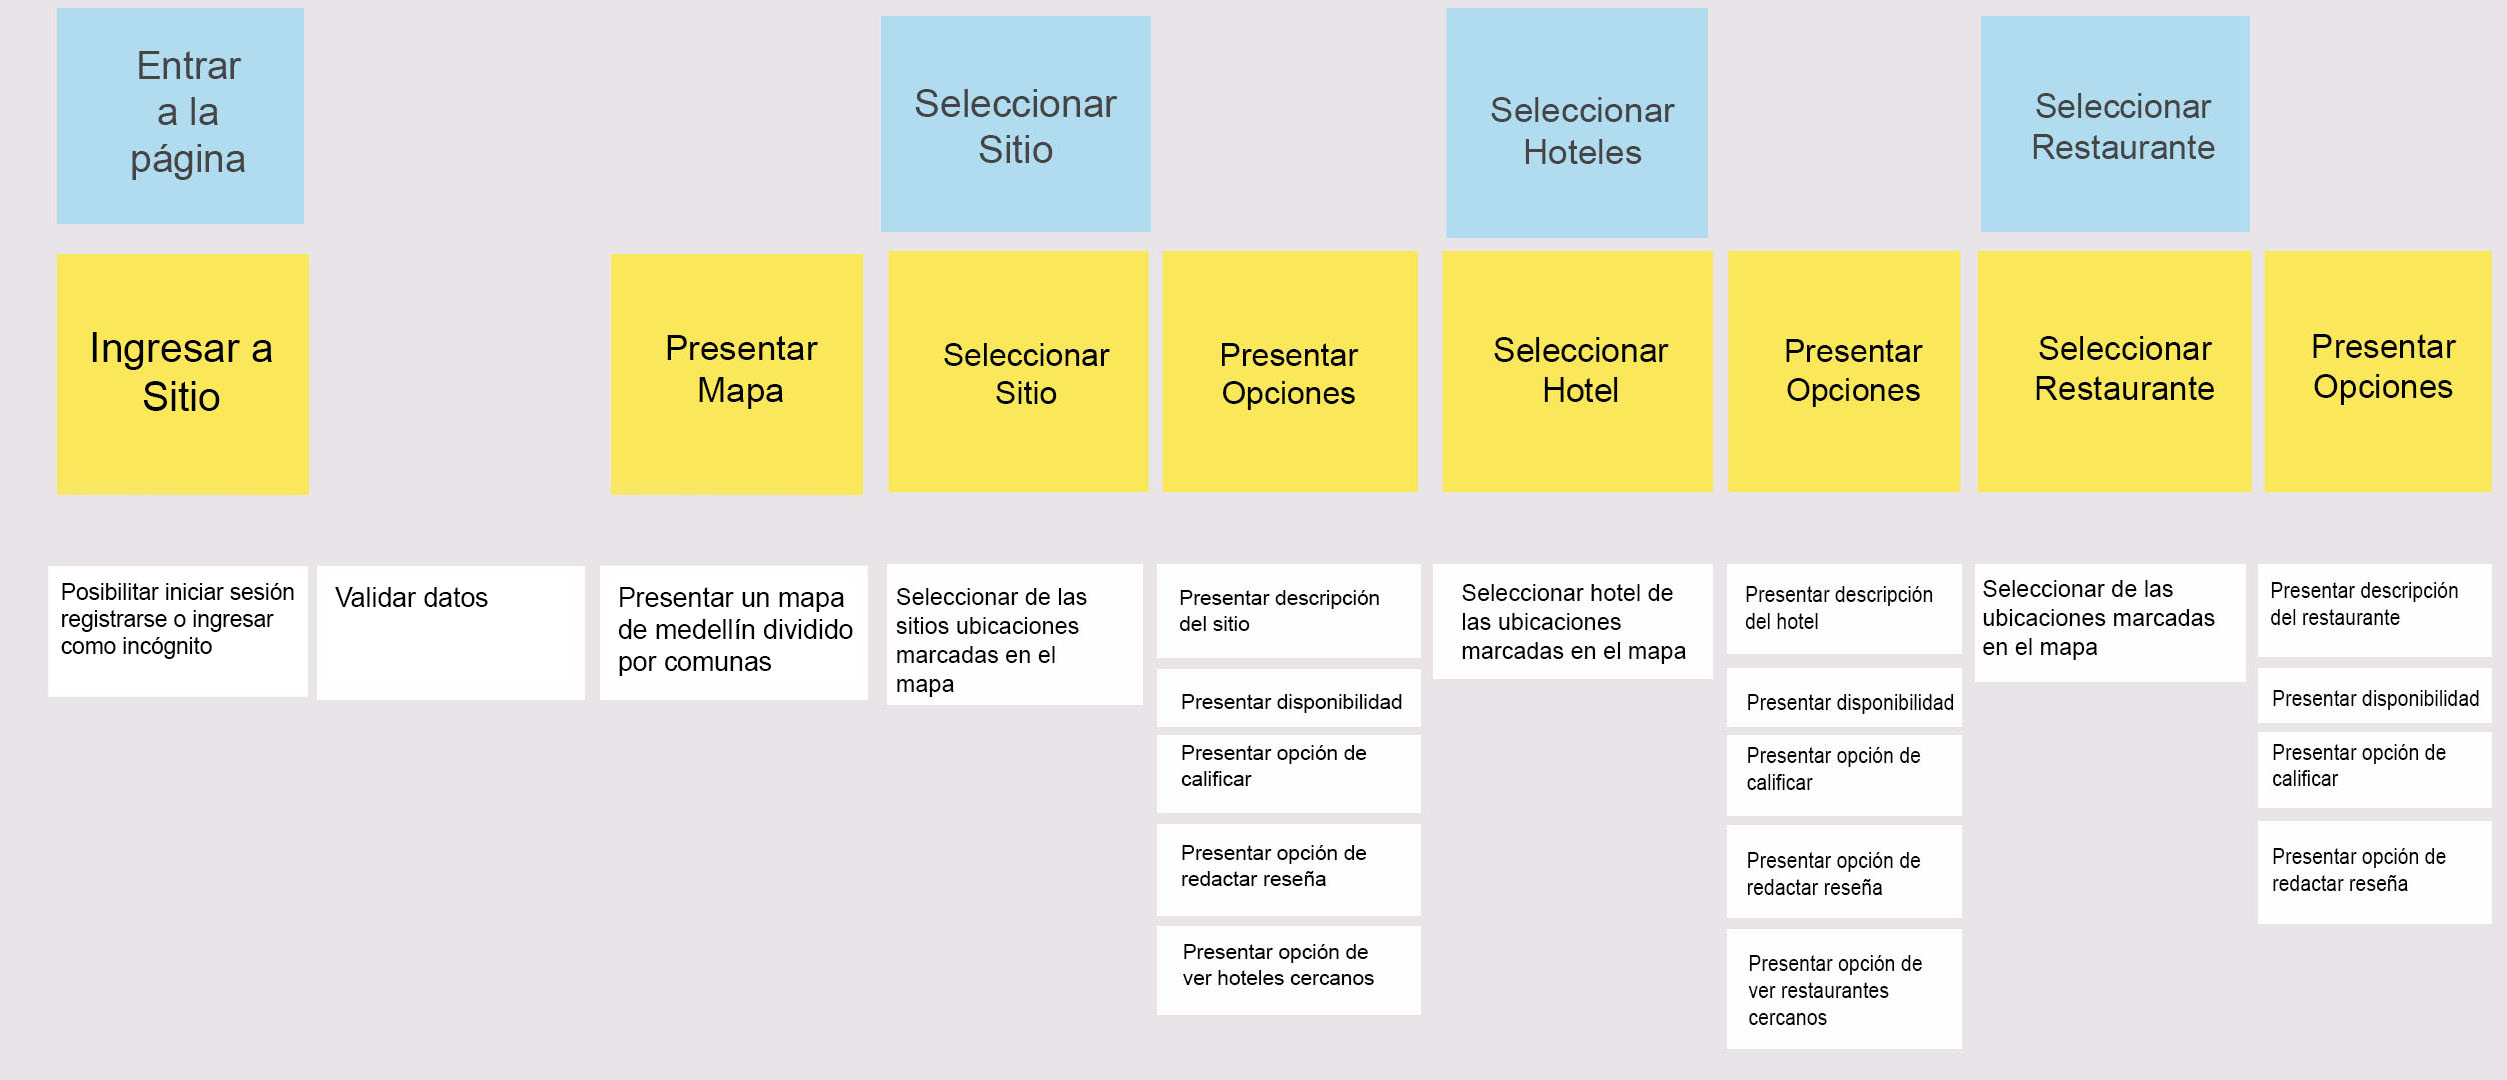 Entrar
a la
página
Seleccionar
Sitio
Seleccionar
Hoteles
Seleccionar
Restaurante
Ingresar a
Sitio
Presentar
Mapa
Seleccionar
Sitio
Presentar
Opciones
Seleccionar
Hotel
Presentar
Opciones
Seleccionar
Restaurante
Presentar
Opciones
Posibilitar iniciar sesión
registrarse o ingresar
como incógnito
Validar datos
Presentar un mapa
de medellín dividido
por comunas
Seleccionar de las
sitios ubicaciones
marcadas en el
mapa
Presentar descripción
del sitio
Presentar disponibilidad
Presentar opción de
calificar
Presentar opción de
redactar reseña
Presentar opción de
ver hoteles cercanos
Seleccionar hotel de
las ubicaciones
marcadas en el mapa
Presentar descripción
del hotel
Presentar disponibilidad
Presentar opción de
calificar
Presentar opción de
redactar reseña
Presentar opción de
ver restaurantes
cercanos
Seleccionar de las
ubicaciones marcadas
en el mapa
Presentar descripción
del restaurante
Presentar disponibilidad
Presentar opción de
calificar
Presentar opción de
redactar reseña